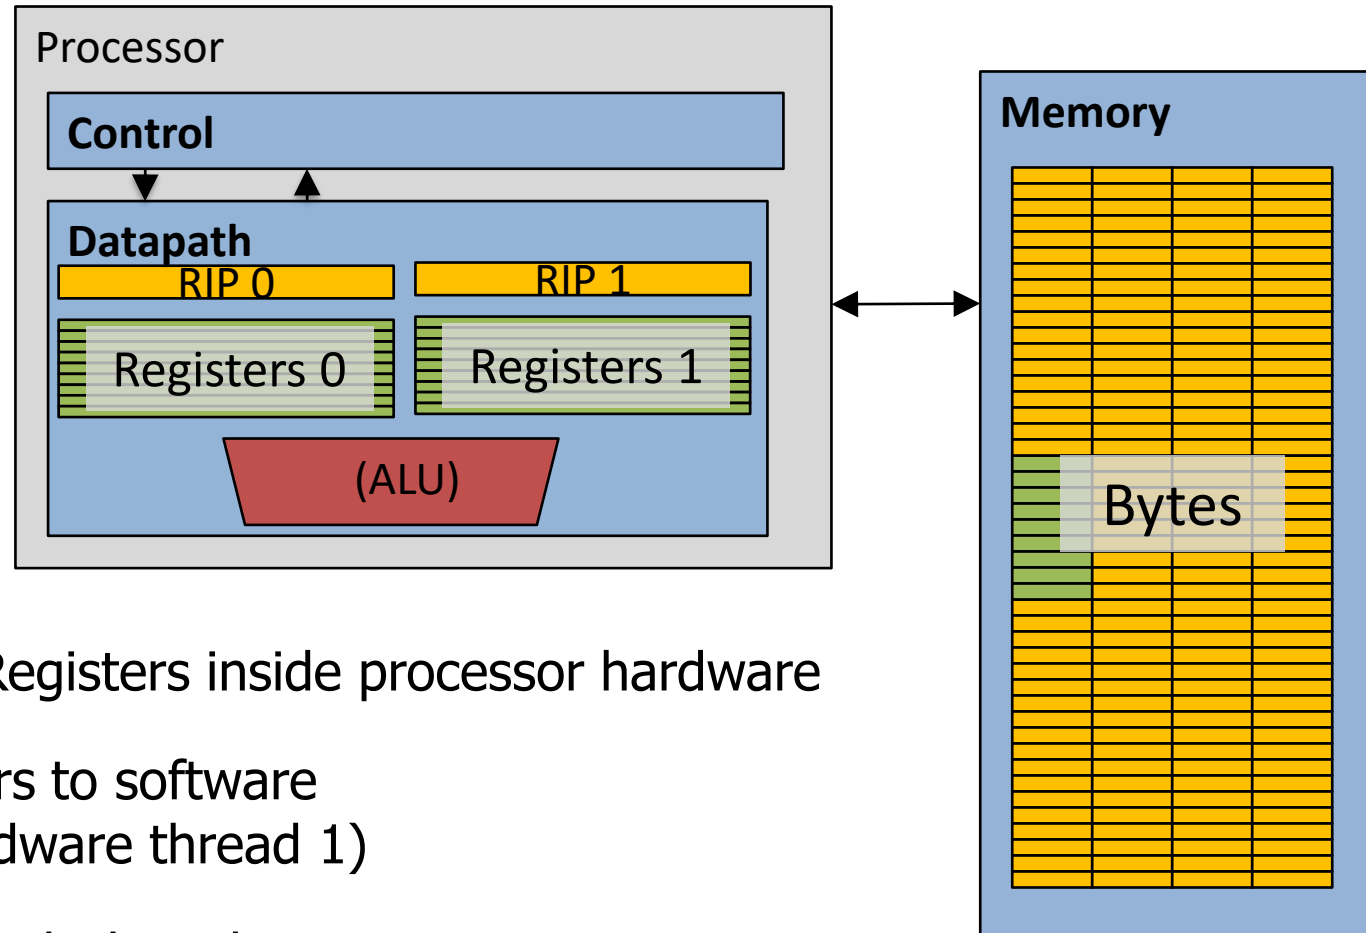 Processor
Control
Datapath
RIP 0
RIP 1
Registers 0
Registers 1
(ALU)
Memory
Bytes
Registers inside processor hardware
rs to software
dware thread 1)